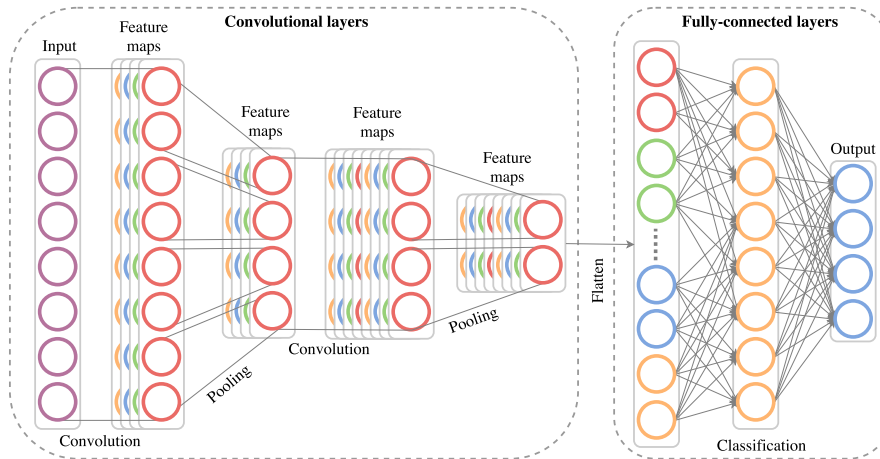 Convolutional layers
Fully-connected layers
Input
Feature
maps
Feature
maps
Feature
maps
Feature
maps
Output
Flatten
Pooling
Convolution
Pooling
Convolution
Classification